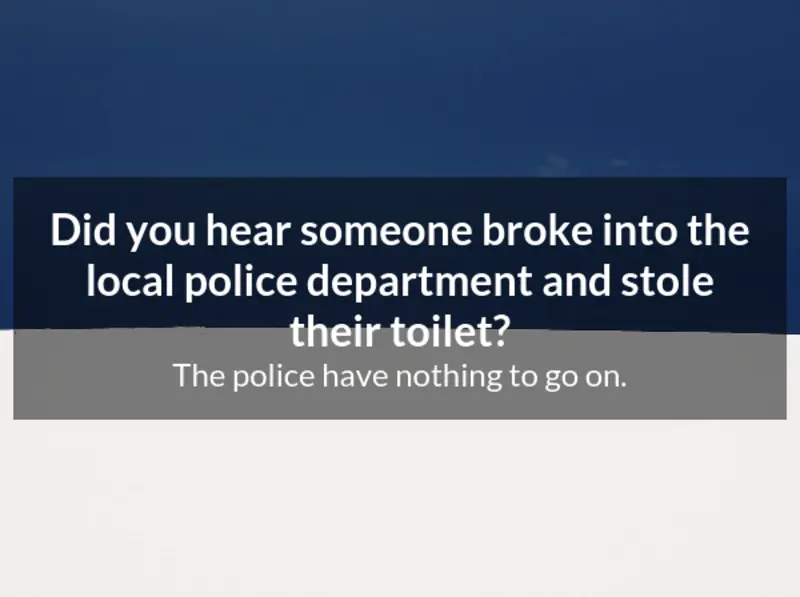 Did you hear someone broke into the
local police department and stole
their toilet?
The police have nothing to go on.